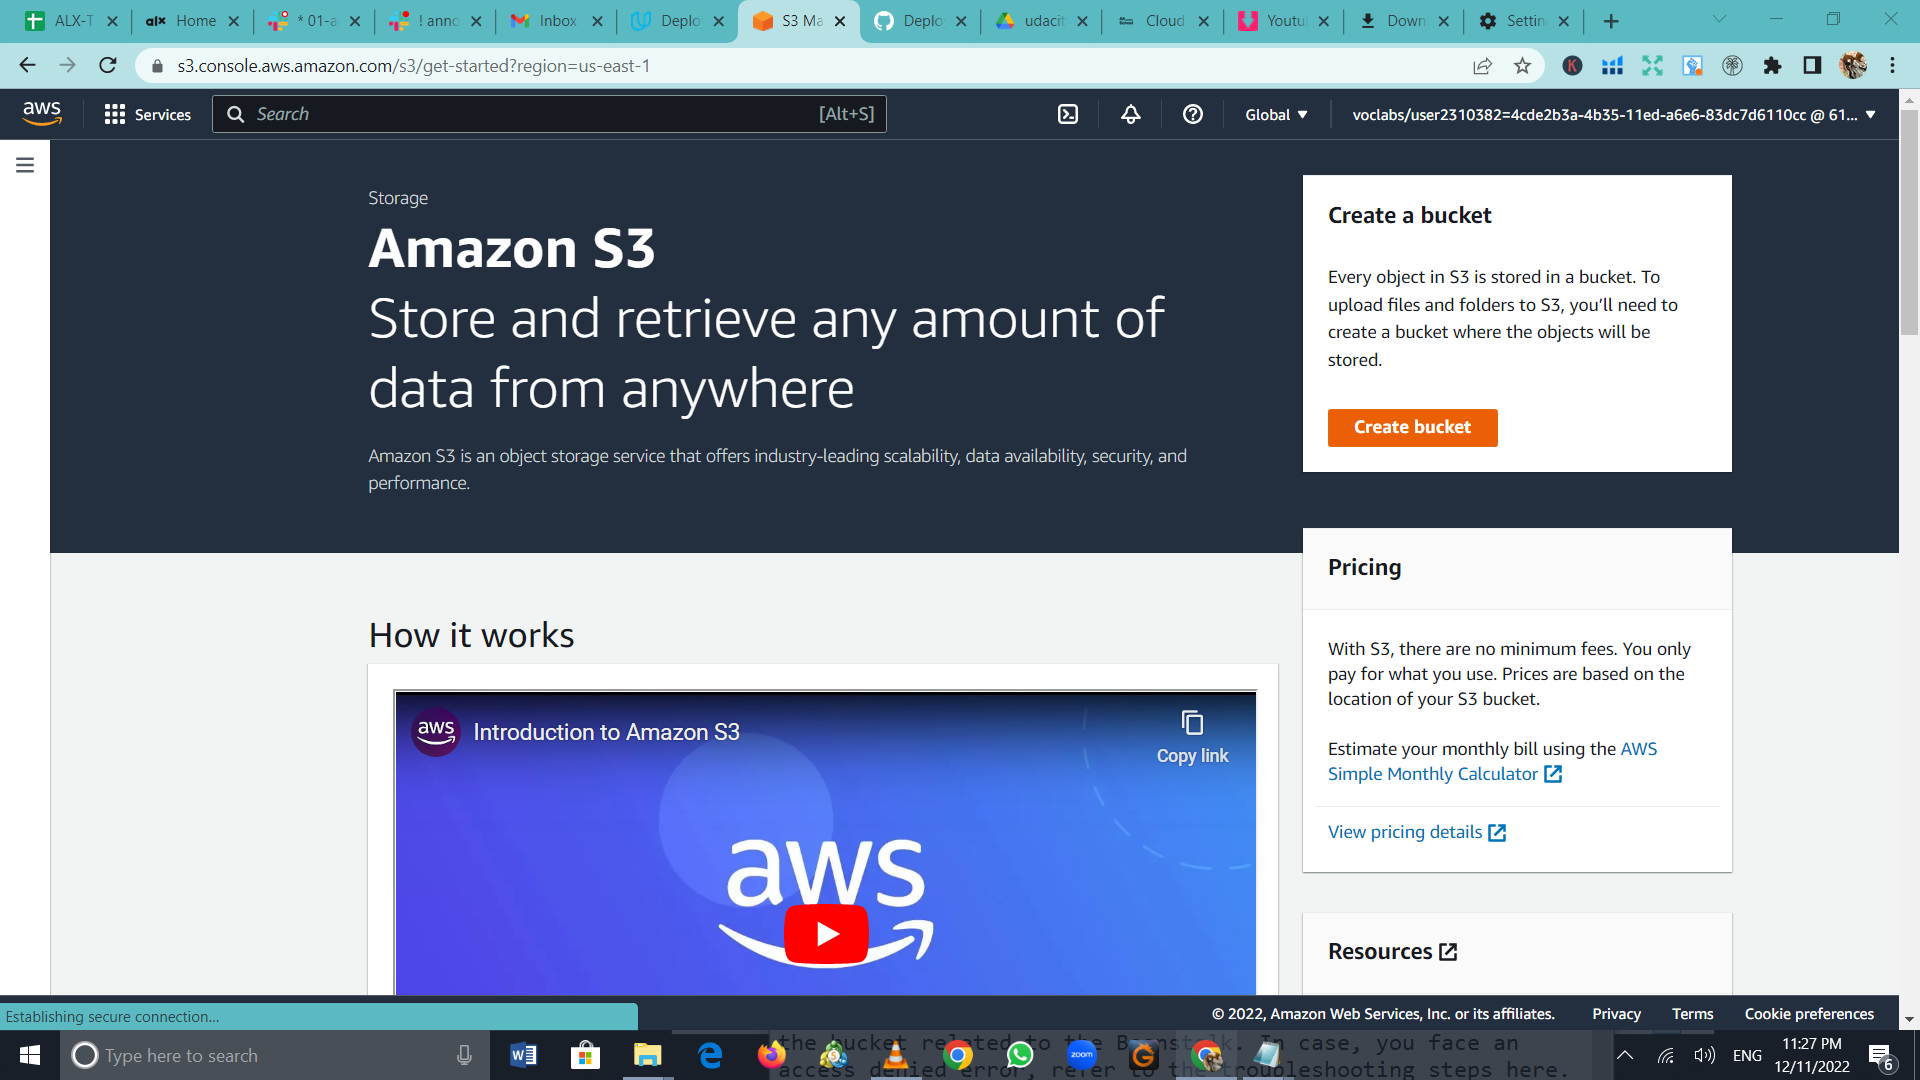 ALX-T
alx Home
* 01-a
! anno
Inbox
Deplo
S3 Ma
Deplo
udacit
Cloud
Youtu
Down
Settin
s3.console.aws.amazon.com/s3/get-started?region=us-east-1
K
aws
Services
Search
[Alt+S]
Global
voclabs/user2310382=4cde2b3a-4b35-11ed-a6e6-83dc7d6110cc @ 61...
Storage
Amazon S3
Store and retrieve any amount of
data from anywhere
Amazon S3 is an object storage service that offers industry-leading scalability, data availability, security, and
performance.
Create a bucket
Every object in S3 is stored in a bucket. To
upload files and folders to S3, you’ll need to
create a bucket where the objects will be
stored.
Create bucket
Pricing
With S3, there are no minimum fees. You only
pay for what you use. Prices are based on the
location of your S3 bucket.
Estimate your monthly bill using the AWS
Simple Monthly Calculator
View pricing details
Resources
How it works
aws
Introduction to Amazon S3
Copy link
aws
Establishing secure connection...
© 2022, Amazon Web Services, Inc. or its affiliates.
Privacy
Terms
Cookie preferences
Type here to search
the bucket related to the B. In case, you face an
access denied error, refer to the troubleshooting steps here.
zoom
ENG
11:27 PM
12/11/2022
6